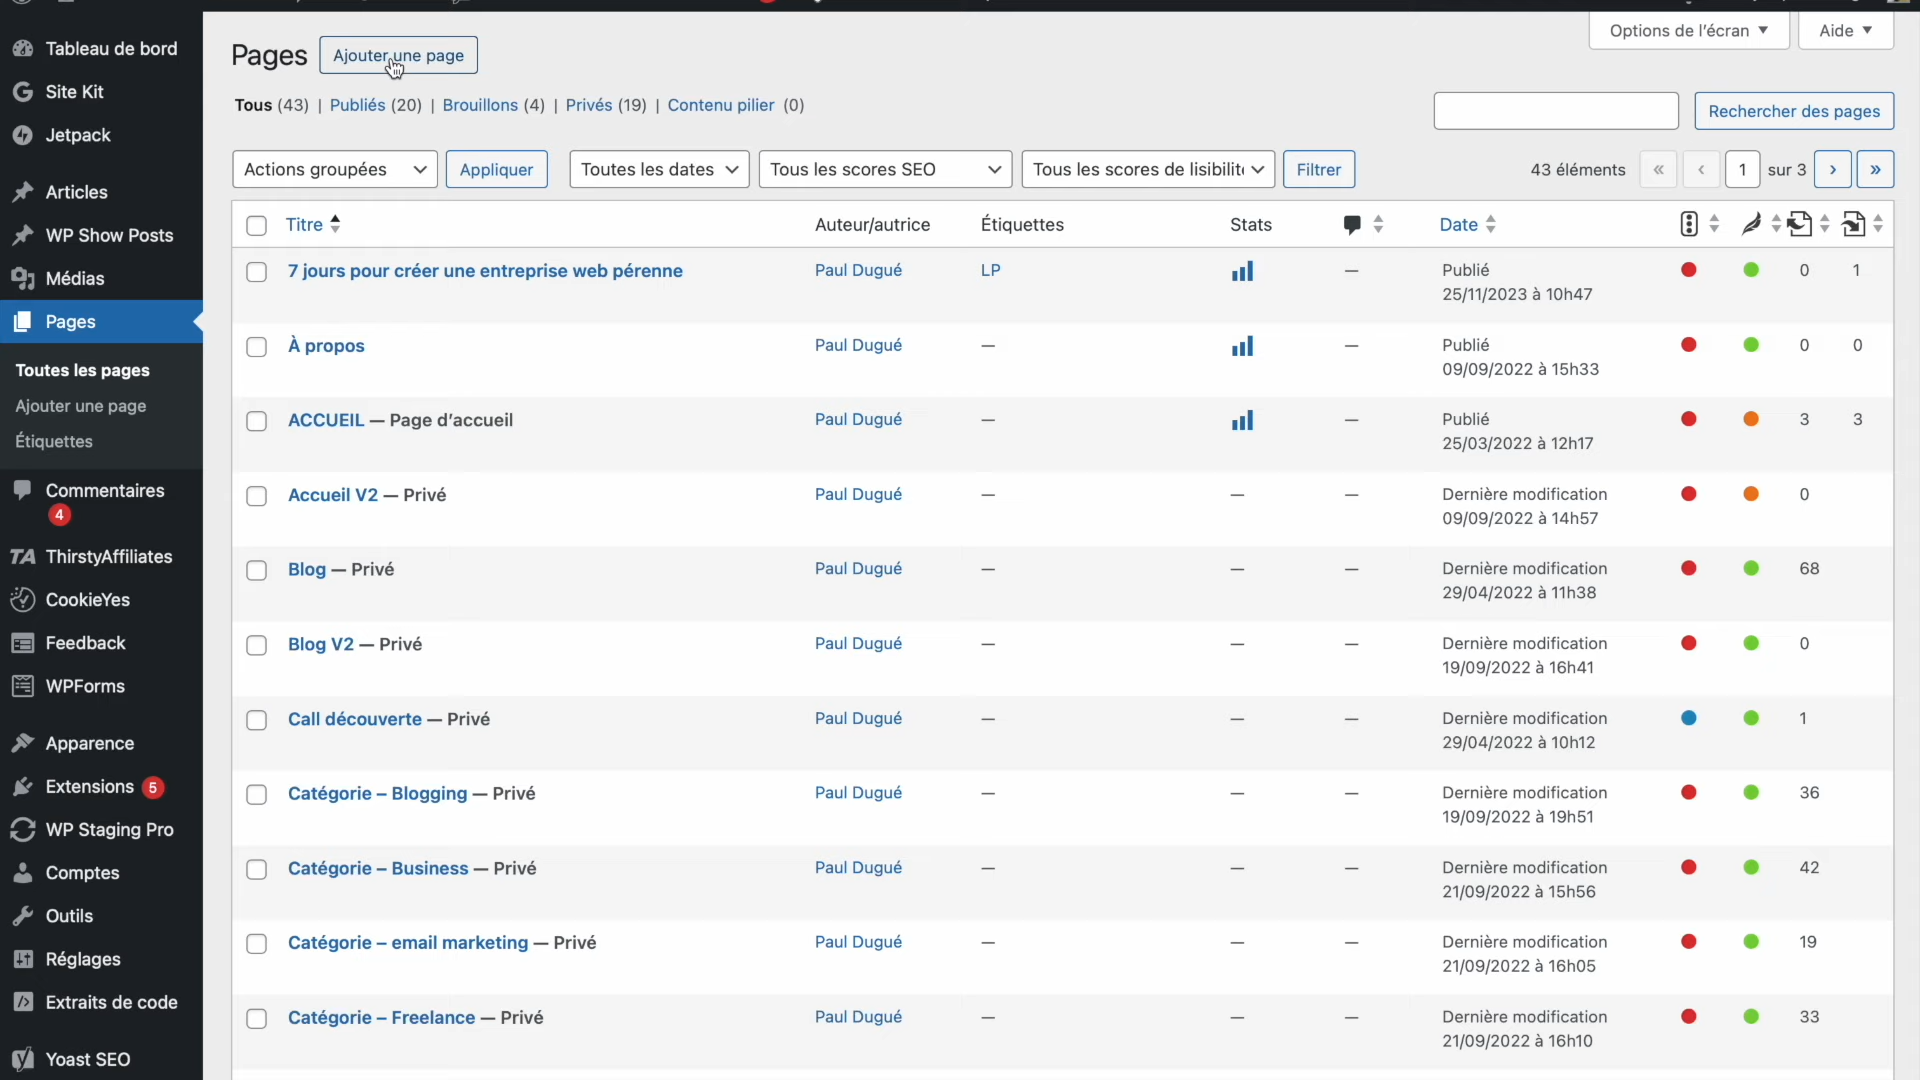 Tableau de bord
Site Kit
Jetpack
Articles
WP Show Posts
Médias
Pages
Toutes les pages
Ajouter une page
Étiquettes
Commentaires
4
TA ThirstyAffiliates
CookieYes
Feedback
WPForms
Apparence
Extensions 5
WP Staging Pro
Comptes
Outils
Réglages
Extraits de code
Yoast SEO
Options de l'écran ▼ Aide ▼
Pages Ajouter une page
Tous (43) | Publiés (20) | Brouillons (4) | Privés (19) | Contenu pilier (0)
Rechercher des pages
Actions groupées Appliquer Toutes les dates Tous les scores SEO Tous les scores de lisibilit Filtrer 43 éléments « ‹ 1 sur 3 › »
Titre Auteur/autrice Étiquettes Stats Date
7 jours pour créer une entreprise web pérenne Paul Dugué LP — Publié 0 1
25/11/2023 à 10h47
À propos Paul Dugué — — Publié 0 0
09/09/2022 à 15h33
ACCUEIL — Page d'accueil Paul Dugué — — Publié 3 3
25/03/2022 à 12h17
Accueil V2 — Privé Paul Dugué — — — Dernière modification 0
09/09/2022 à 14h57
Blog — Privé Paul Dugué — — — Dernière modification 68
29/04/2022 à 11h38
Blog V2 — Privé Paul Dugué — — — Dernière modification 0
19/09/2022 à 16h41
Call découverte — Privé Paul Dugué — — — Dernière modification 1
29/04/2022 à 10h12
Catégorie – Blogging — Privé Paul Dugué — — — Dernière modification 36
19/09/2022 à 19h51
Catégorie – Business — Privé Paul Dugué — — — Dernière modification 42
21/09/2022 à 15h56
Catégorie – email marketing — Privé Paul Dugué — — — Dernière modification 19
21/09/2022 à 16h05
Catégorie – Freelance — Privé Paul Dugué — — — Dernière modification 33
21/09/2022 à 16h10